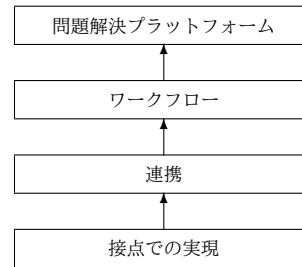 問題解決プラットフォーム
ワークフロー
連携
接点での実現